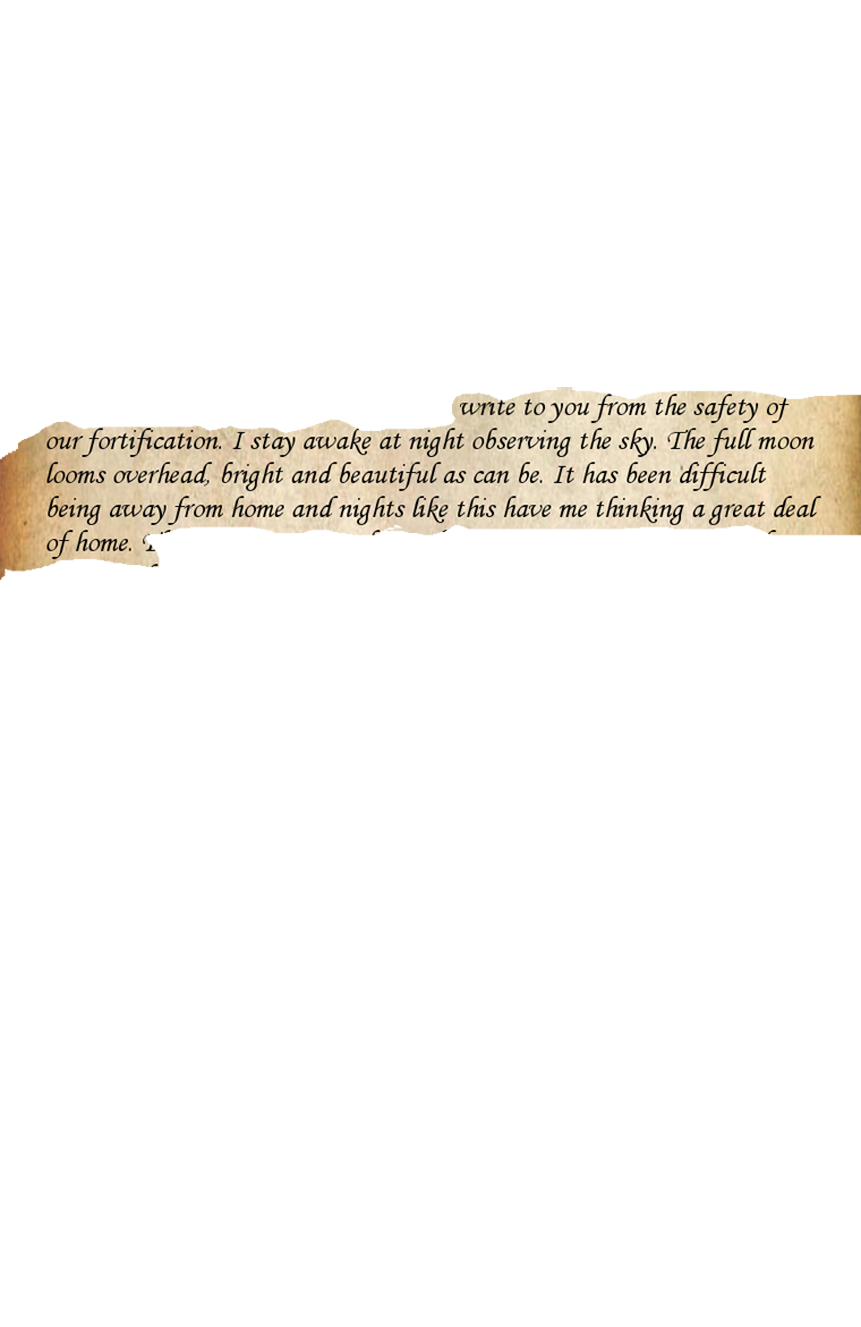 write to you from the safety of
our fortification. I stay awake at night observing the sky. The full moon
looms overhead, bright and beautiful as can be. It has been difficult
being away from home and nights like this have me thinking a great deal
of home.